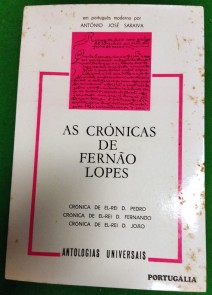 em português moderno por
ANTÓNIO JOSÉ SARAIVA
AS CRÓNICAS
DE
FERNÃO
LOPES
CRÓNICA DE EL-REI D. PEDRO
CRÓNICA DE EL-REI D. FERNANDO
CRÓNICA DE EL-REI D. JOÃO
ANTOLOGIAS UNIVERSAIS
PORTUGÁLIA